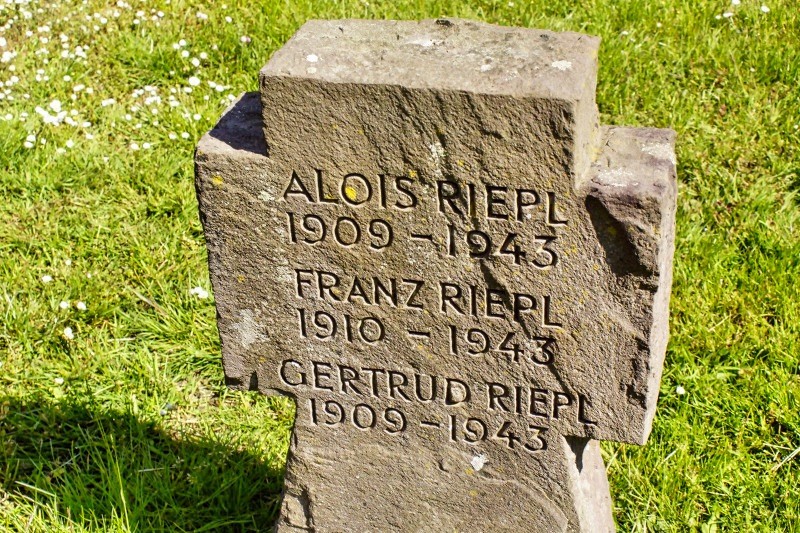 ALOIS RIEPL
1909 – 1943
FRANZ RIEPL
1910 – 1943
GERTRUD RIEPL
1909 – 1943